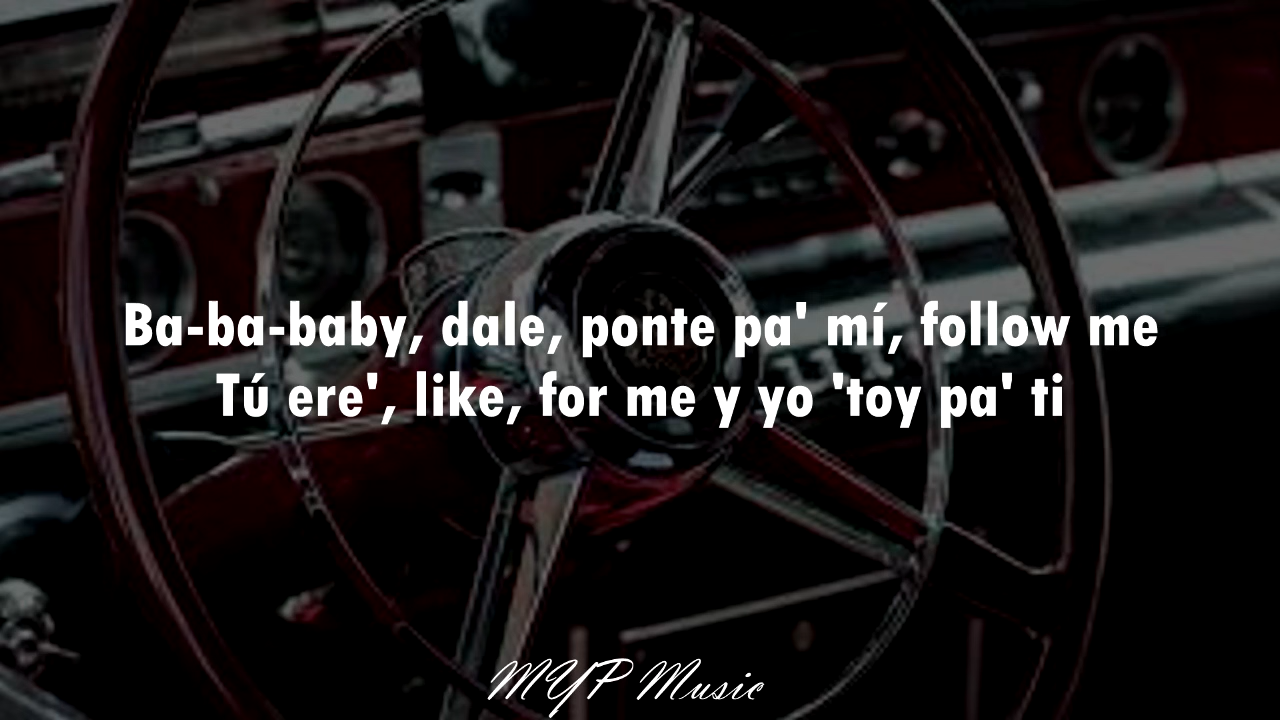 Ba-ba-baby, dale, ponte pa' mí, follow me
Tú ere', like, for me y yo 'toy pa' ti
MYP Music